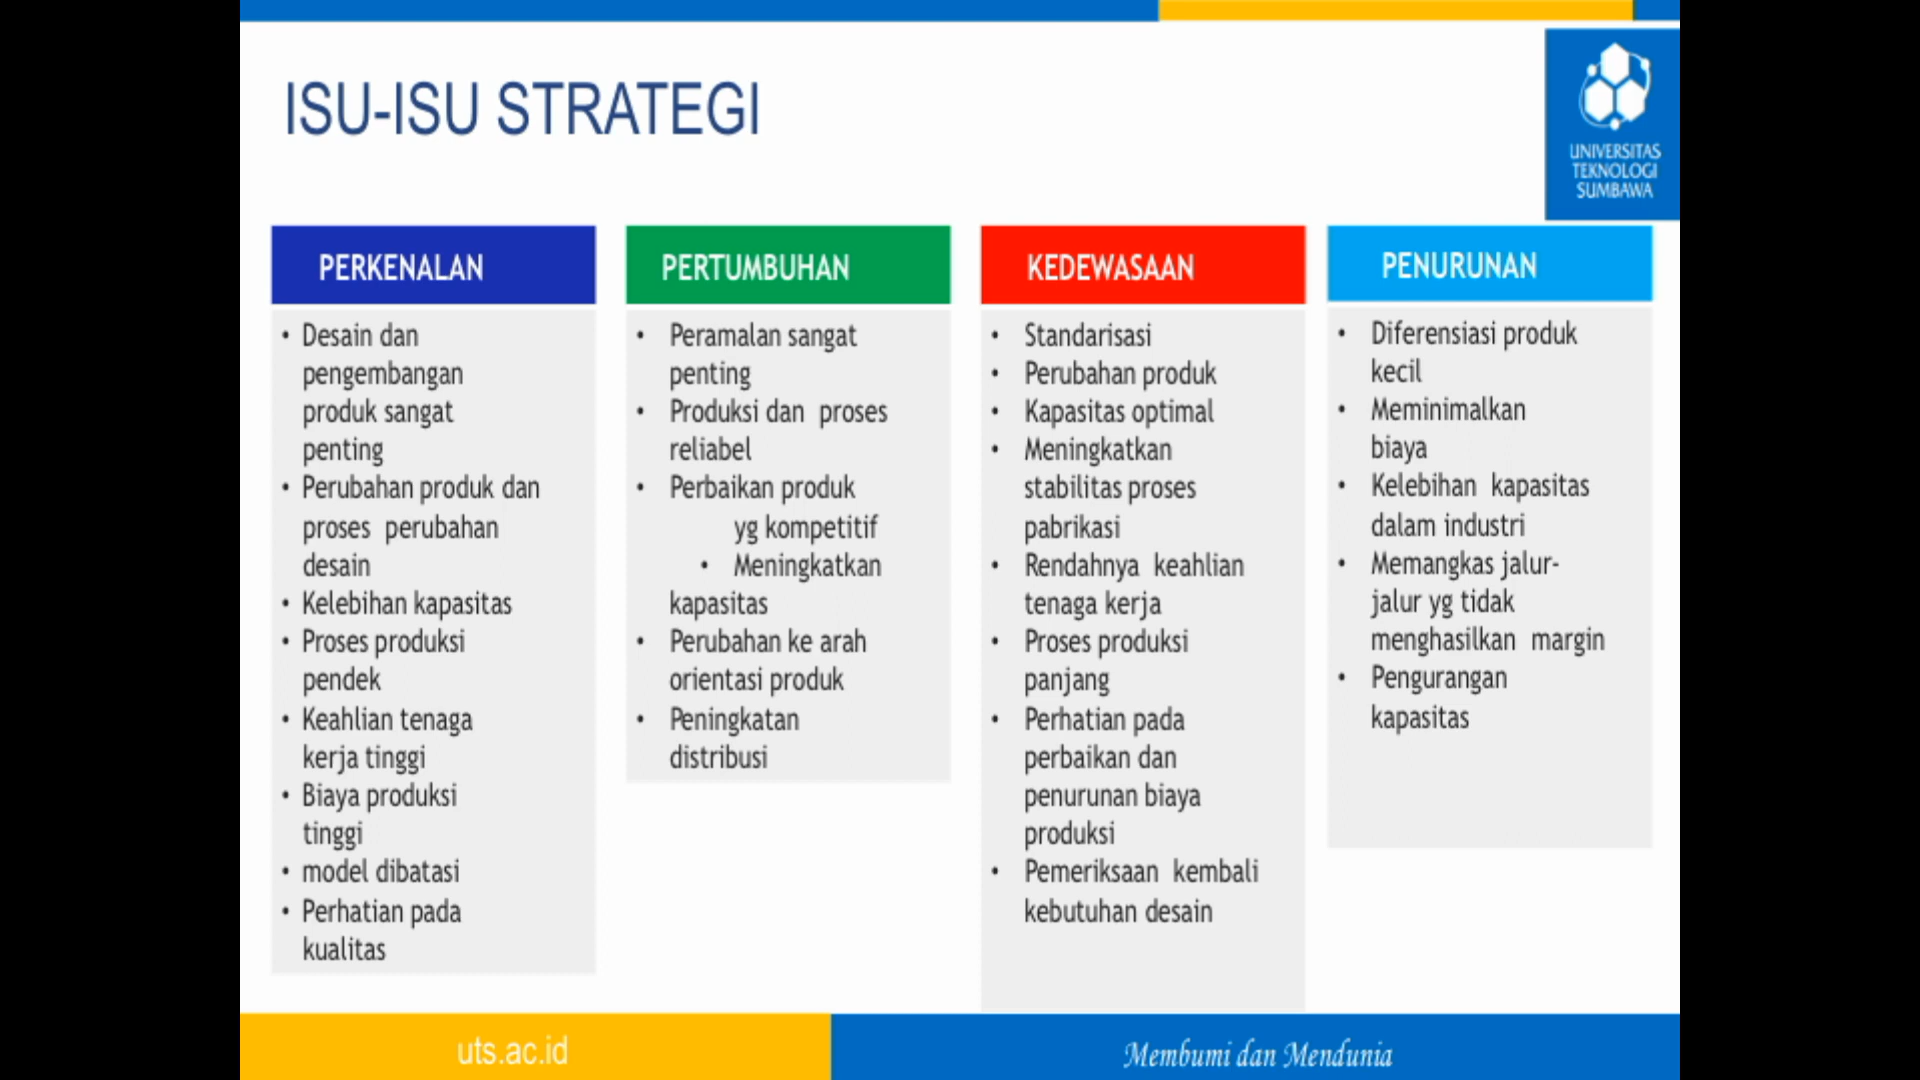 ISU-ISU STRATEGI
UNIVERSITAS
TEKNOLOGI
SUMBAWA
PERKENALAN
• Desain dan
pengembangan
produk sangat
penting
• Perubahan produk dan
proses perubahan
desain
• Kelebihan kapasitas
• Proses produksi
pendek
• Keahlian tenaga
kerja tinggi
• Biaya produksi
tinggi
• model dibatasi
• Perhatian pada
kualitas
PERTUMBUHAN
• Peramalan sangat
penting
• Produksi dan proses
reliabel
• Perbaikan produk
yg kompetitif
• Meningkatkan
kapasitas
• Perubahan ke arah
orientasi produk
• Peningkatan
distribusi
KEDEWASAAN
• Standarisasi
• Perubahan produk
• Kapasitas optimal
• Meningkatkan
stabilitas proses
pabrikasi
• Rendahnya keahlian
tenaga kerja
• Proses produksi
panjang
• Perhatian pada
perbaikan dan
penurunan biaya
produksi
• Pemeriksaan kembali
kebutuhan desain
PENURUNAN
• Diferensiasi produk
kecil
• Meminimalkan
biaya
• Kelebihan kapasitas
dalam industri
• Memangkas jalur-
jalur yg tidak
menghasilkan margin
• Pengurangan
kapasitas
uts.ac.id
Membumi dan Mendunia